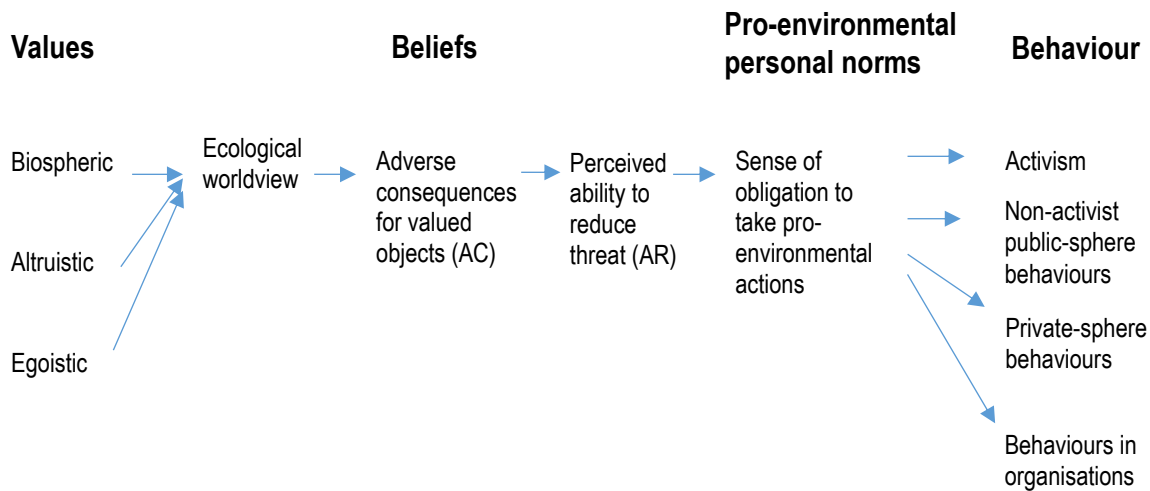 Values
Beliefs
Pro-environmental
personal norms
Behaviour
Biospheric
Altruistic
Egoistic
Ecological
worldview
Adverse
consequences
for valued
objects (AC)
Perceived
ability to
reduce
threat (AR)
Sense of
obligation to
take pro-
environmental
actions
Activism
Non-activist
public-sphere
behaviours
Private-sphere
behaviours
Behaviours in
organisations